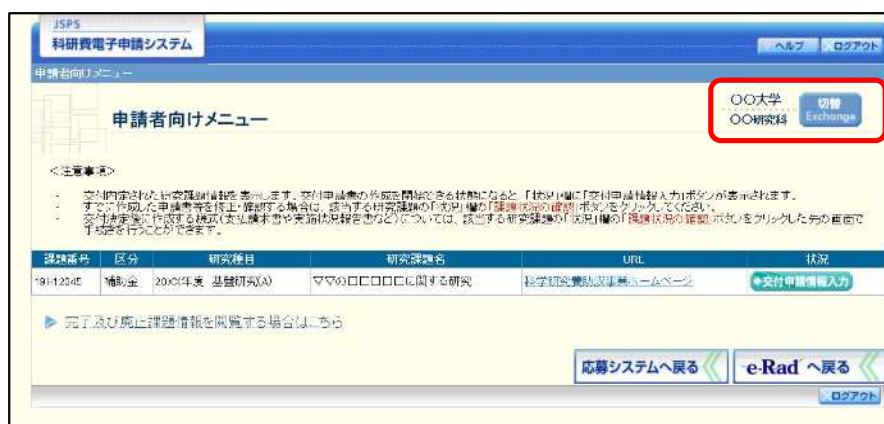 JSPS
科研費電子申請システム
ヘルプ ログアウト
申請者向けメニュー
申請者向けメニュー
〇〇大学
〇〇研究科
切替
Exchange
<注意事項>
・ 交付内定された研究課題情報を表示します。交付申請書の作成を開始できる状態になると、「状況」欄に「交付申請情報入力」ボタンが表示されます。
・ すでに作成した申請書等を修正・確認する場合は、該当する研究課題の「状況」欄の「課題状況の確認」ボタンをクリックしてください。
・ 交付決定後に作成する様式(支払請求書や実施状況報告書など)については、該当する研究課題の「状況」欄の「課題状況の確認」ボタンをクリックした先の画面で
手続きを行うことができます。
課題番号 区分 研究種目 研究課題名 URL 状況
19H12345 補助金 20XX年度 基盤研究(A) ▽▽の□□□□□に関する研究 科学研究費助成事業ホームページ 交付申請情報入力
完了及び廃止課題情報を閲覧する場合はこちら
応募システムへ戻る e-Rad へ戻る
ログアウト